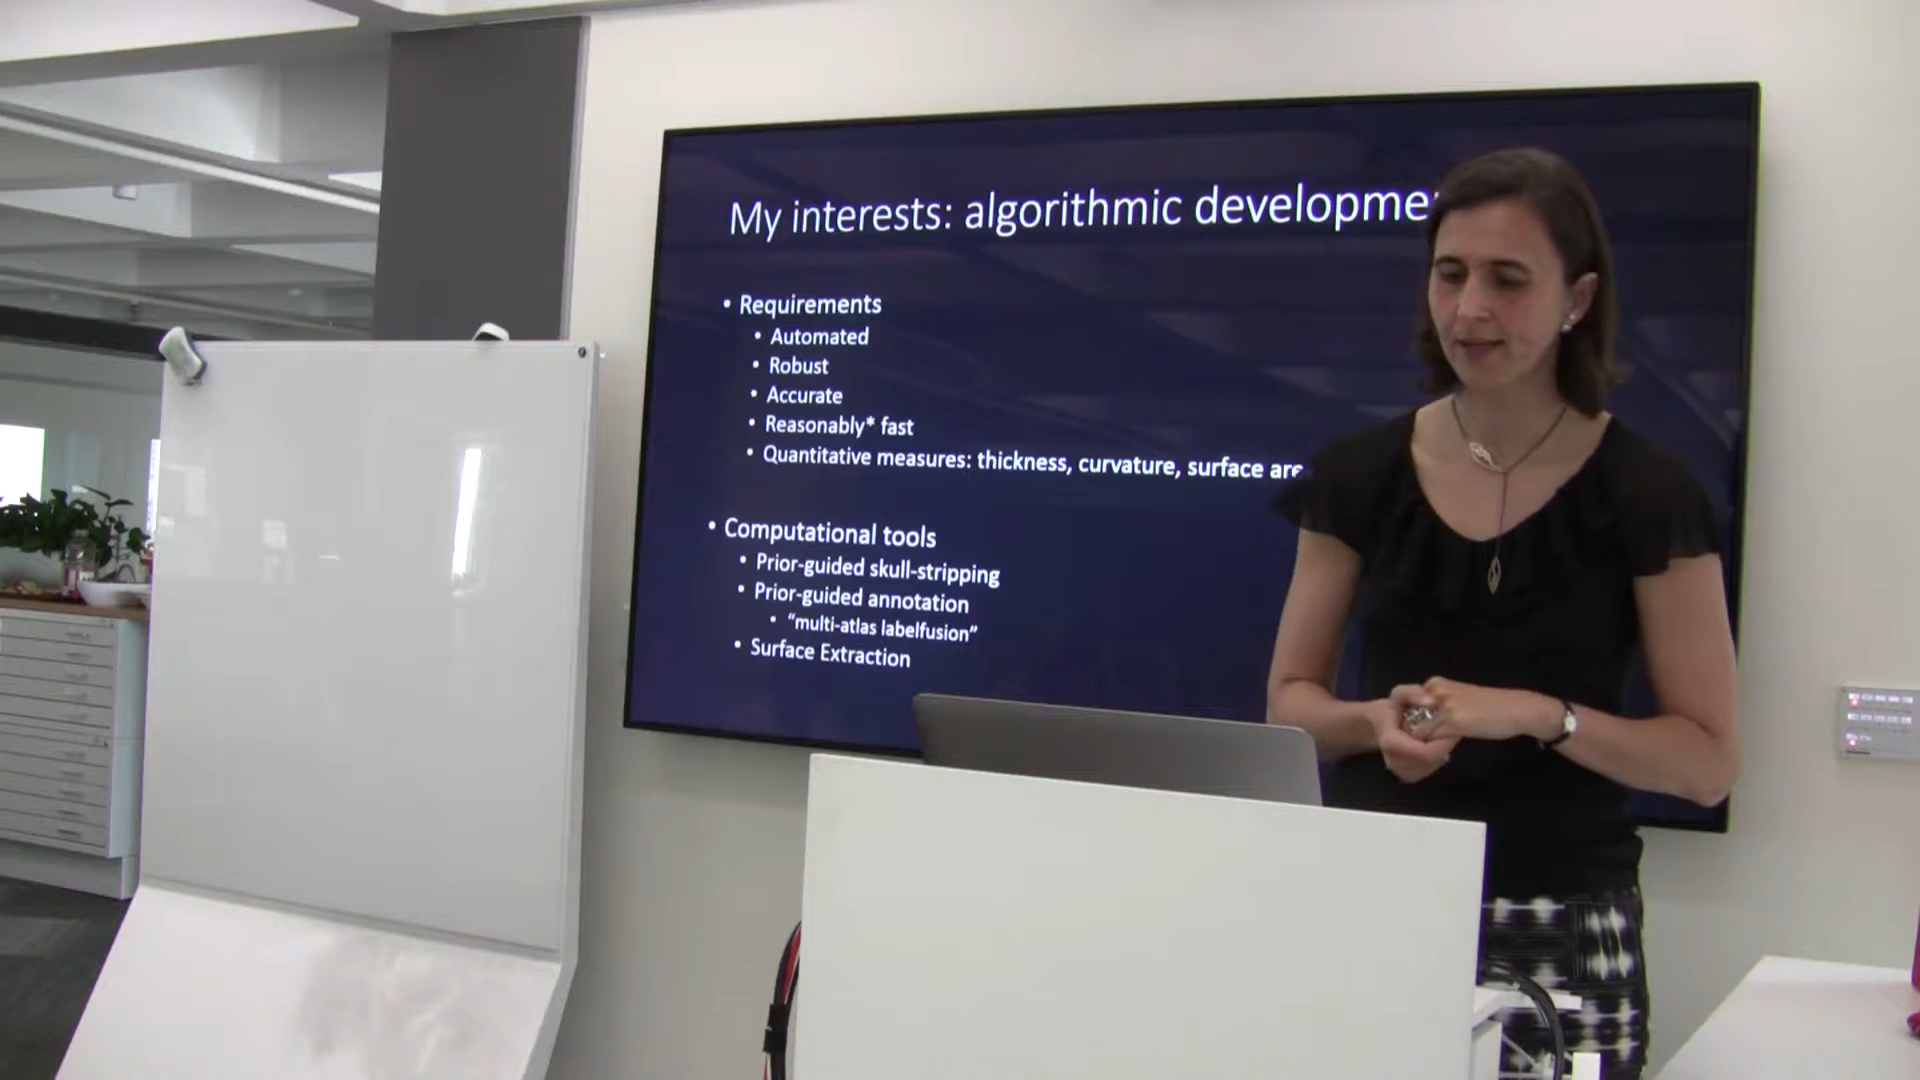 My interests: algorithmic developme
• Requirements
• Automated
• Robust
• Accurate
• Reasonably* fast
• Quantitative measures: thickness, curvature, surface are
• Computational tools
• Prior-guided skull-stripping
• Prior-guided annotation
• "multi-atlas labelfusion"
• Surface Extraction